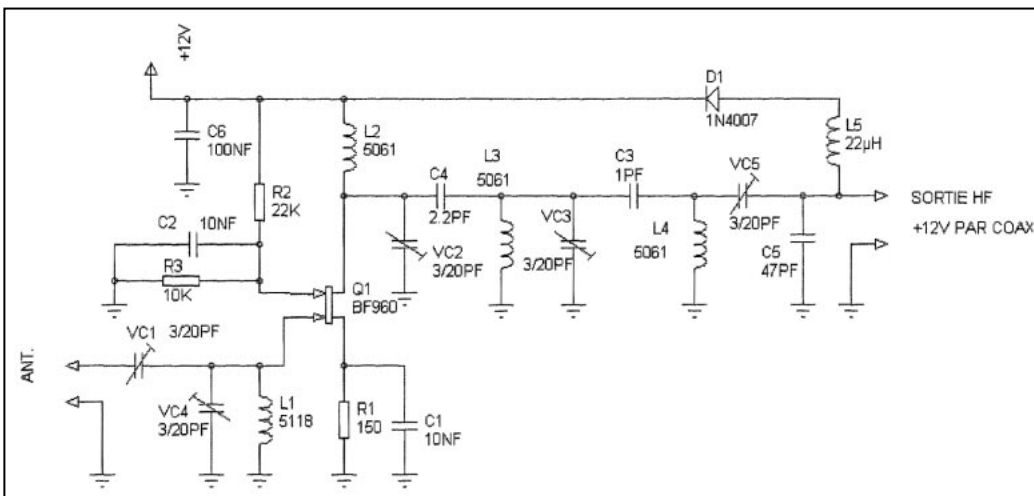 +12V
C6
100NF
L2
5061
D1
1N4007
L5
22µH
R2
22K
C2
10NF
R3
10K
C4
2.2PF
L3
5061
VC2
3/20PF
VC3
3/20PF
C3
1PF
L4
5061
VC5
3/20PF
C5
47PF
SORTIE HF
+12V PAR COAX
Q1
BF960
ANT.
VC1
3/20PF
VC4
3/20PF
L1
5118
R1
150
C1
10NF